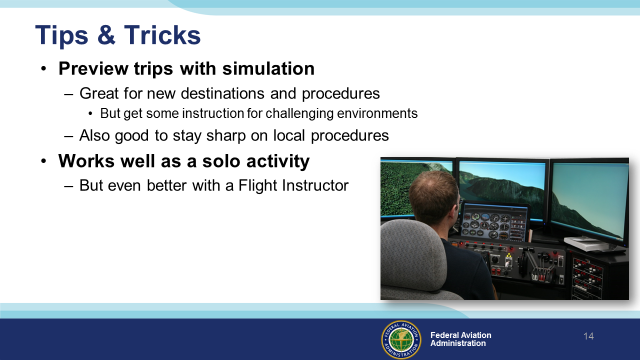 Tips & Tricks
• Preview trips with simulation
– Great for new destinations and procedures
• But get some instruction for challenging environments
– Also good to stay sharp on local procedures
• Works well as a solo activity
– But even better with a Flight Instructor
Federal Aviation
Administration
14